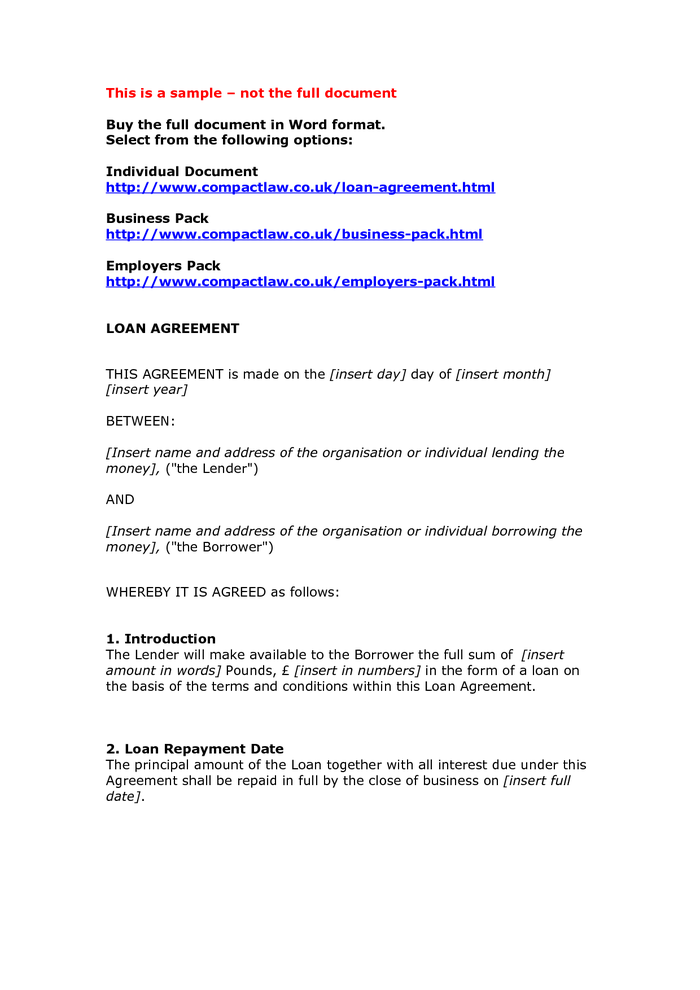 This is a sample – not the full document
Buy the full document in Word format.
Select from the following options:
Individual Document
http://www.compactlaw.co.uk/loan-agreement.html
Business Pack
http://www.compactlaw.co.uk/business-pack.html
Employers Pack
http://www.compactlaw.co.uk/employers-pack.html
LOAN AGREEMENT
THIS AGREEMENT is made on the [insert day] day of [insert month]
[insert year]
BETWEEN:
[Insert name and address of the organisation or individual lending the
money], ("the Lender")
AND
[Insert name and address of the organisation or individual borrowing the
money], ("the Borrower")
WHEREBY IT IS AGREED as follows:
1. Introduction
The Lender will make available to the Borrower the full sum of  [insert
amount in words] Pounds, £ [insert in numbers] in the form of a loan on
the basis of the terms and conditions within this Loan Agreement.
2. Loan Repayment Date
The principal amount of the Loan together with all interest due under this
Agreement shall be repaid in full by the close of business on [insert full
date].